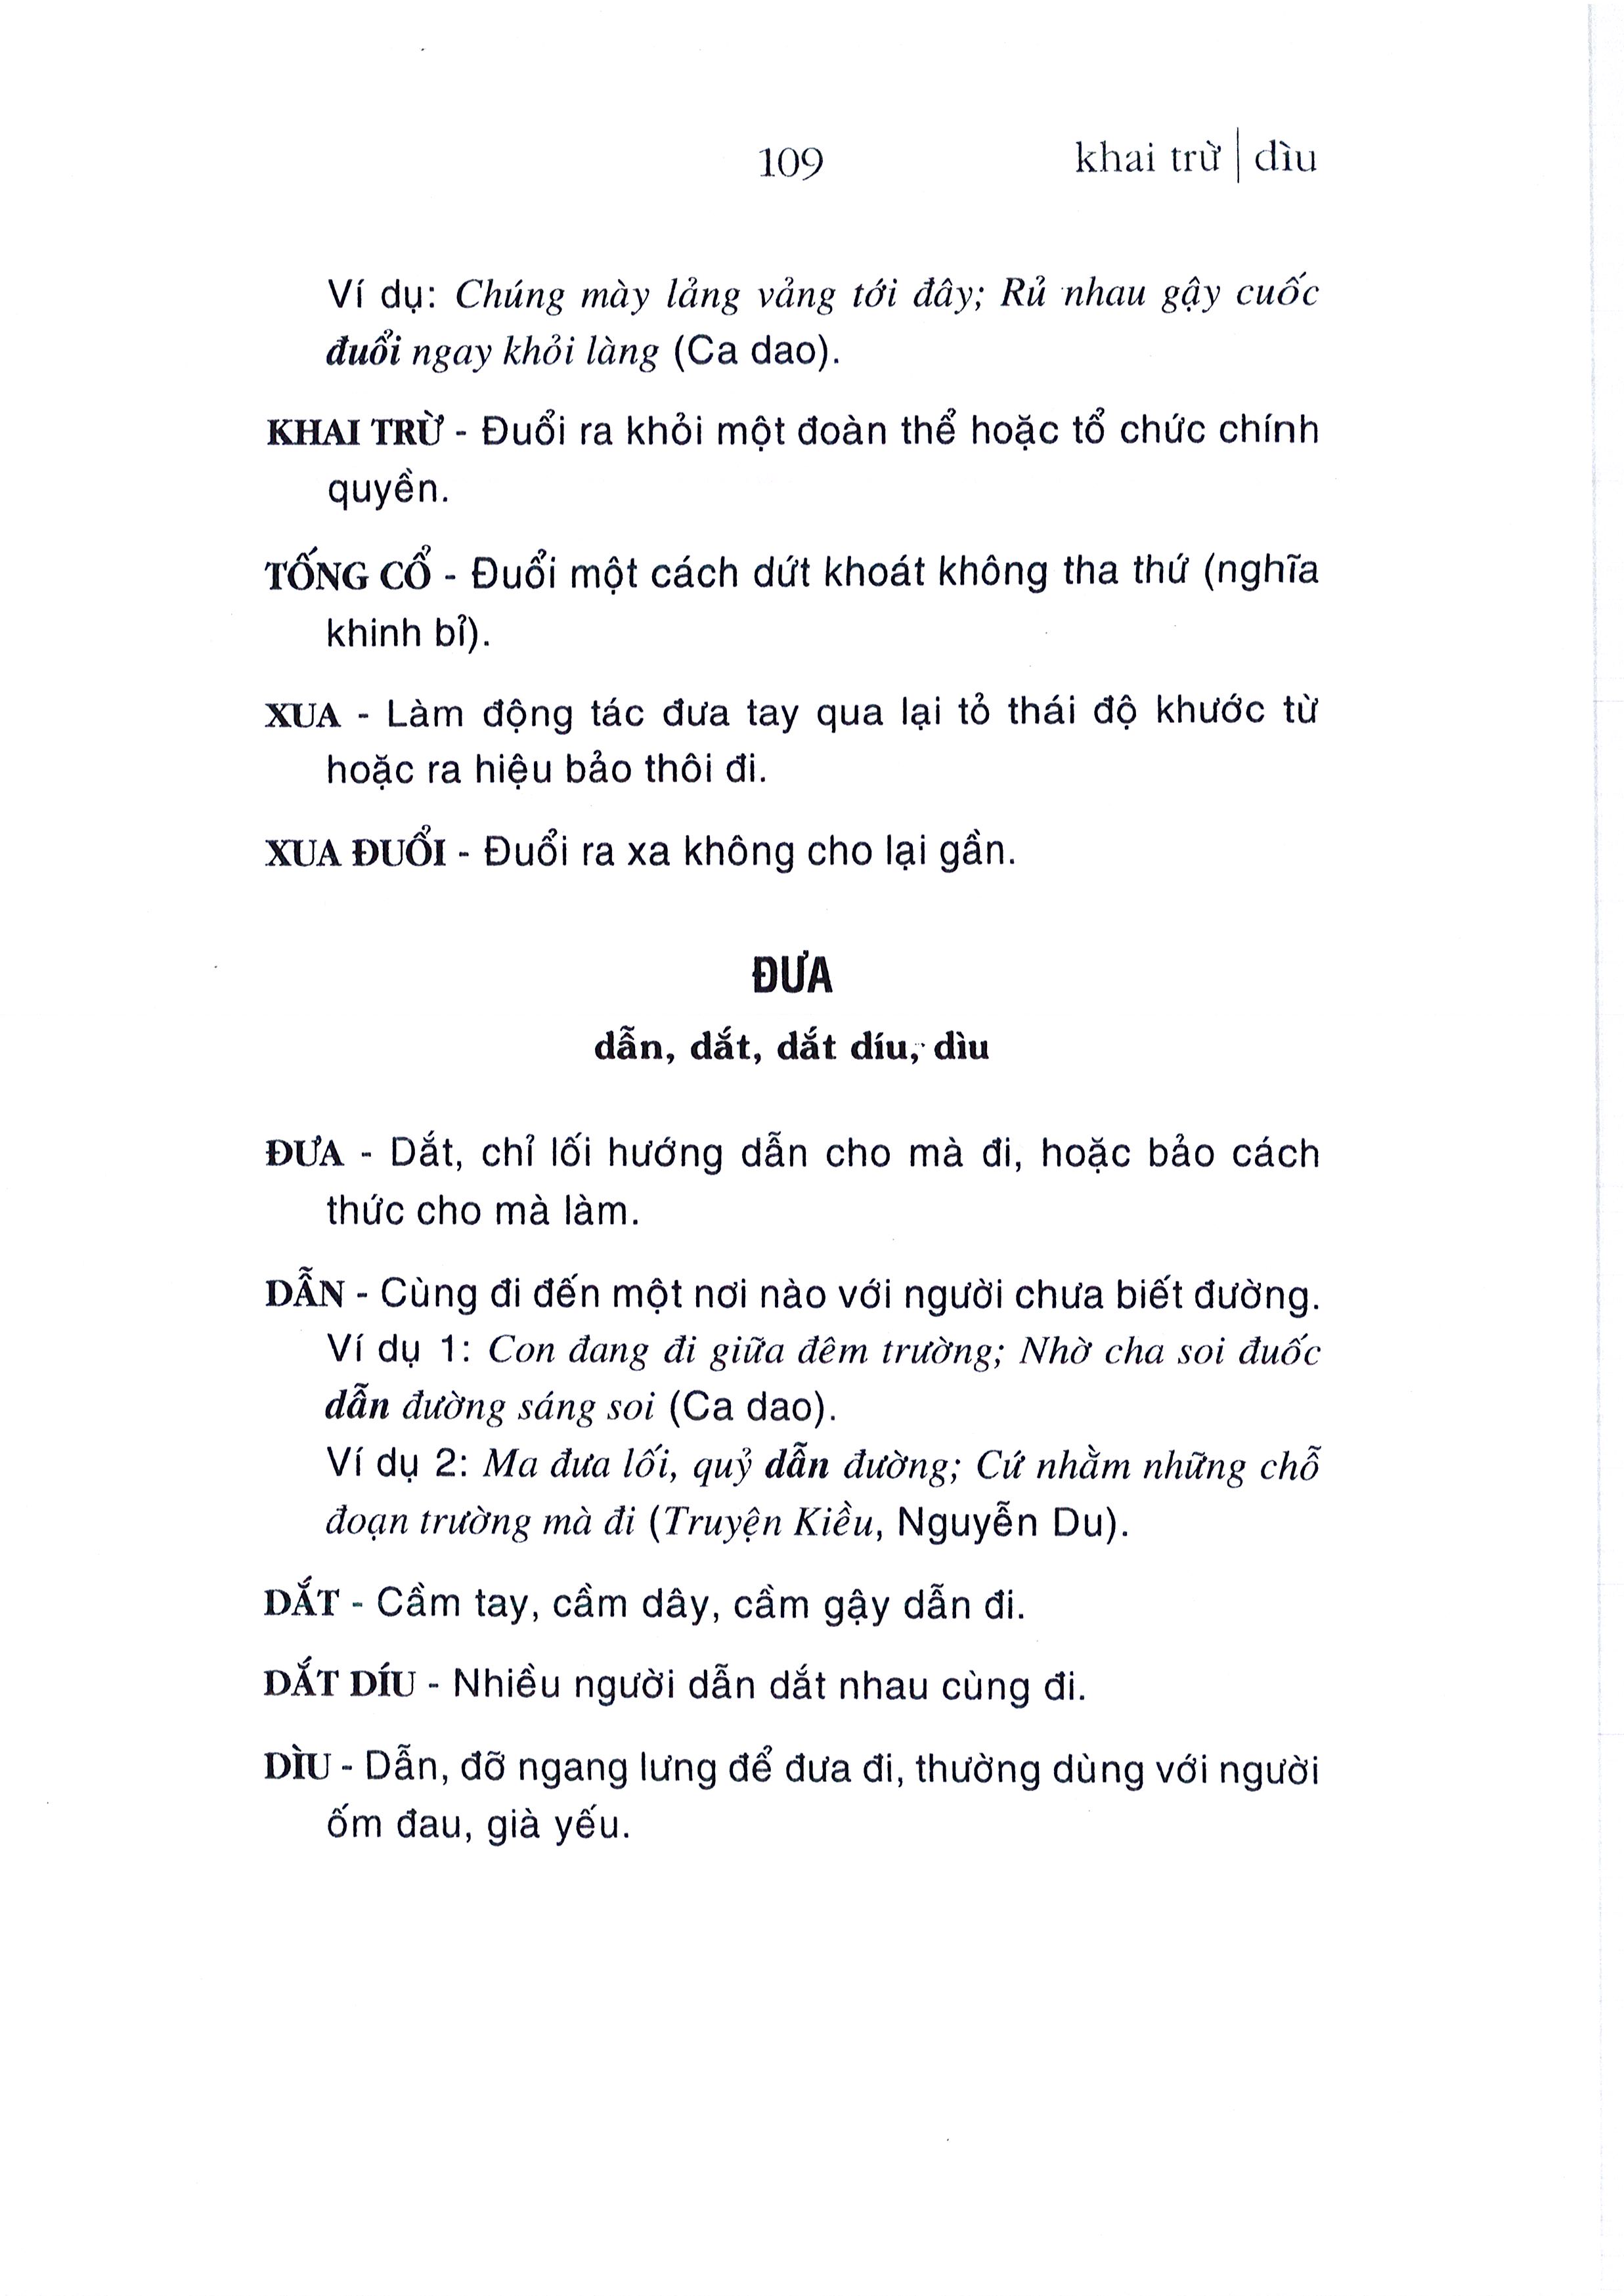 109 khai trừ | dìu
Ví dụ: Chúng mày lảng vảng tới đây; Rủ nhau gậy cuốc
đuổi ngay khỏi làng (Ca dao).
KHAI TRỪ - Đuổi ra khỏi một đoàn thể hoặc tổ chức chính
quyền.
TỐNG CỔ - Đuổi một cách dứt khoát không tha thứ (nghĩa
khinh bỉ).
XUA - Làm động tác đưa tay qua lại tỏ thái độ khước từ
hoặc ra hiệu bảo thôi đi.
XUA ĐUỔI - Đuổi ra xa không cho lại gần.
ĐƯA
dẫn, dắt, dắt díu, dìu
ĐƯA - Dắt, chỉ lối hướng dẫn cho mà đi, hoặc bảo cách
thức cho mà làm.
DẪN - Cùng đi đến một nơi nào với người chưa biết đường.
Ví dụ 1: Con đang đi giữa đêm trường; Nhờ cha soi đuốc
dẫn đường sáng soi (Ca dao).
Ví dụ 2: Ma đưa lối, quỷ dẫn đường; Cứ nhằm những chỗ
đoạn trường mà đi (Truyện Kiều, Nguyễn Du).
DẮT - Cầm tay, cầm dây, cầm gậy dẫn đi.
DẮT DÍU - Nhiều người dẫn dắt nhau cùng đi.
DÌU - Dẫn, đỡ ngang lưng để đưa đi, thường dùng với người
ốm đau, già yếu.